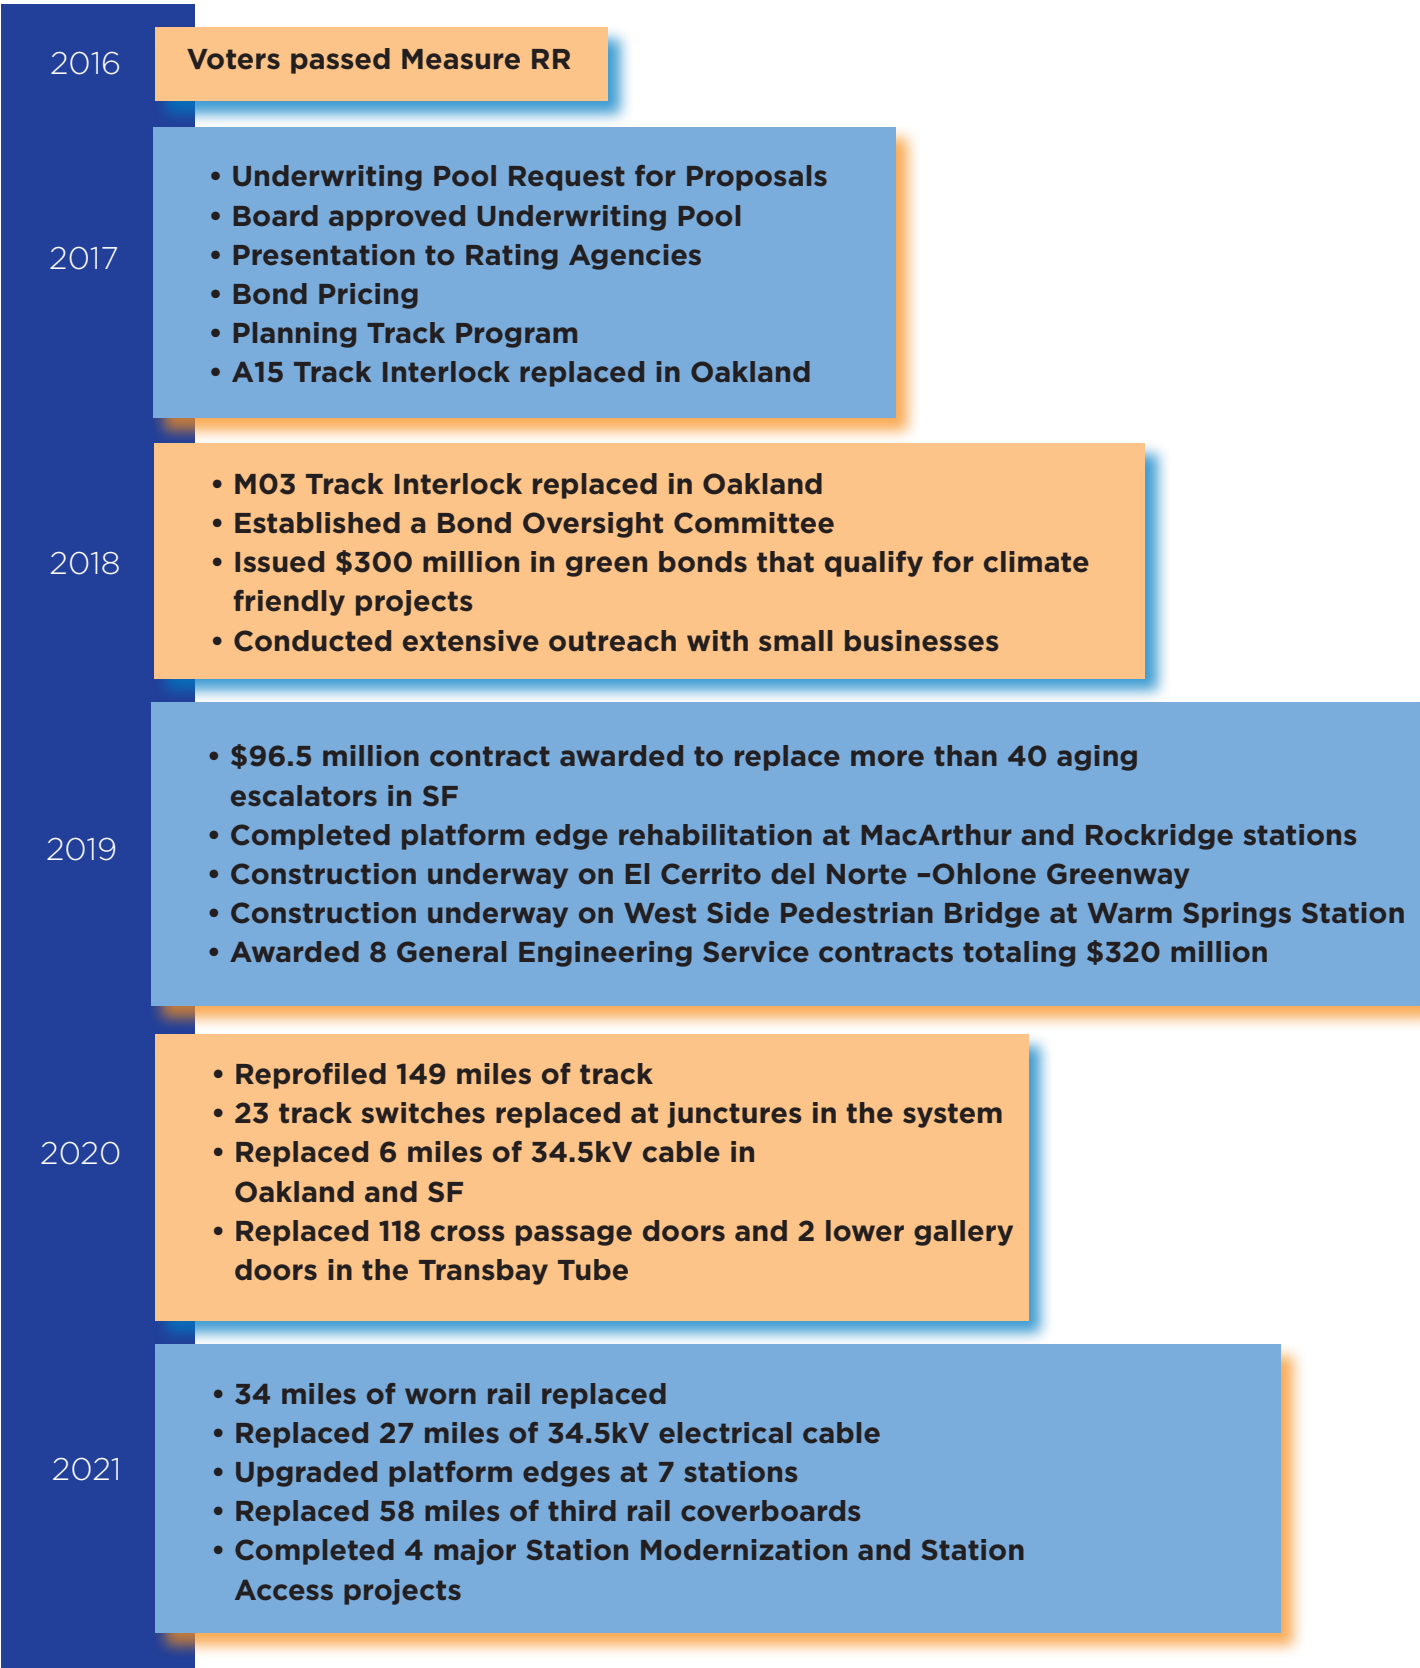 2016
Voters passed Measure RR
2017
• Underwriting Pool Request for Proposals
• Board approved Underwriting Pool
• Presentation to Rating Agencies
• Bond Pricing
• Planning Track Program
• A15 Track Interlock replaced in Oakland
2018
• M03 Track Interlock replaced in Oakland
• Established a Bond Oversight Committee
• Issued $300 million in green bonds that qualify for climate
friendly projects
• Conducted extensive outreach with small businesses
2019
• $96.5 million contract awarded to replace more than 40 aging
escalators in SF
• Completed platform edge rehabilitation at MacArthur and Rockridge stations
• Construction underway on El Cerrito del Norte –Ohlone Greenway
• Construction underway on West Side Pedestrian Bridge at Warm Springs Station
• Awarded 8 General Engineering Service contracts totaling $320 million
2020
• Reprofiled 149 miles of track
• 23 track switches replaced at junctures in the system
• Replaced 6 miles of 34.5kV cable in
Oakland and SF
• Replaced 118 cross passage doors and 2 lower gallery
doors in the Transbay Tube
2021
• 34 miles of worn rail replaced
• Replaced 27 miles of 34.5kV electrical cable
• Upgraded platform edges at 7 stations
• Replaced 58 miles of third rail coverboards
• Completed 4 major Station Modernization and Station
Access projects